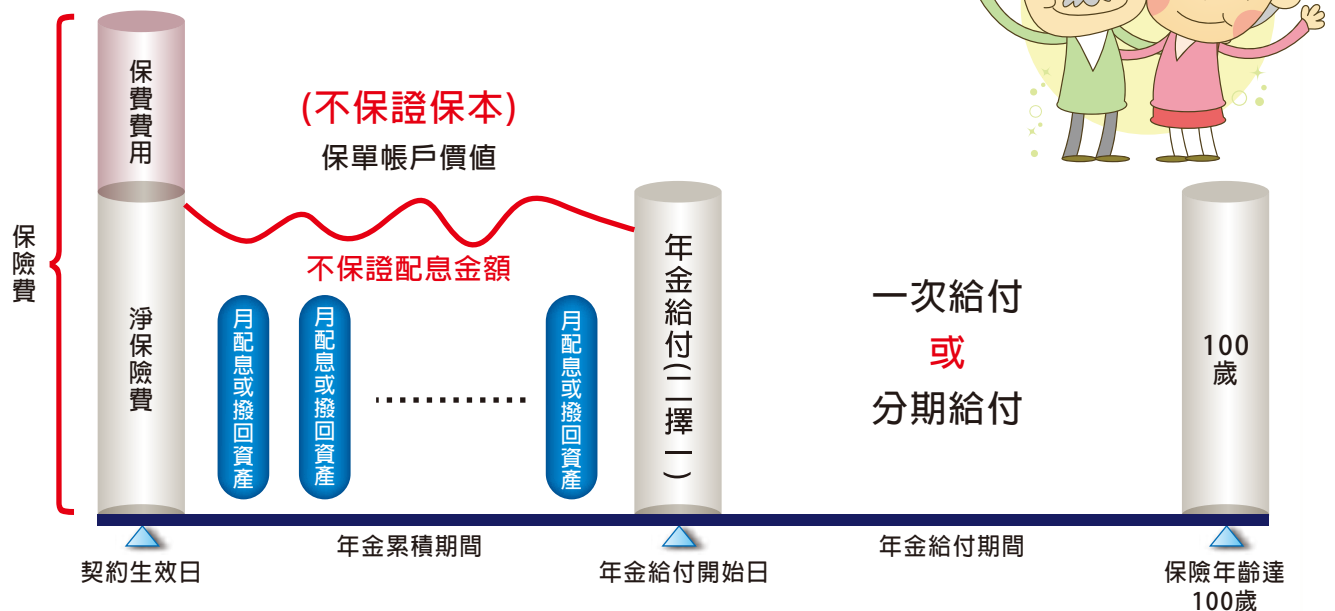 保險費
保費費用
淨保險費
(不保證保本)
保單帳戶價值
不保證配息金額
月配息或撥回資產
月配息或撥回資產
月配息或撥回資產
年金給付(二擇一)
一次給付
或
分期給付
100
歲
契約生效日
年金累積期間
年金給付開始日
年金給付期間
保險年齡達
100歲